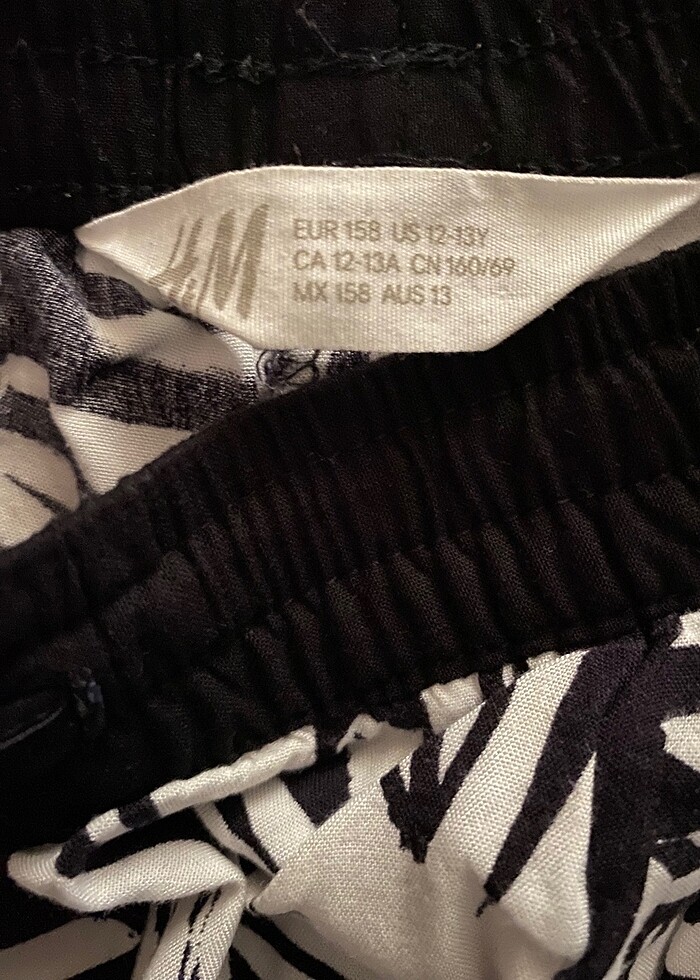 H&M
EUR 158 US 12-13Y
CA 12-13A CN 160/69
MX 158 AUS 13